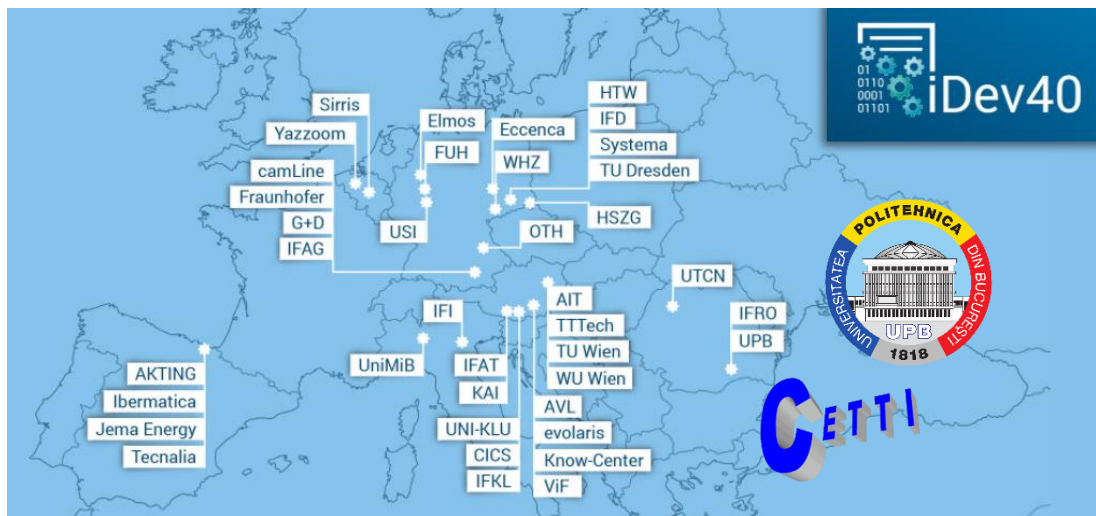 01
0110
0001
01101
iDev40
Sirris
Yazzoom
camLine
Fraunhofer
G+D
IFAG
Elmos
FUH
USI
Eccenca
WHZ
HTW
IFD
Systema
TU Dresden
HSZG
OTH
UTCN
IFRO
UPB
IFI
UniMiB
IFAT
KAI
UNI-KLU
CICS
IFKL
AIT
TTTech
TU Wien
WU Wien
AVL
evolaris
Know-Center
ViF
AKTING
Ibermatica
Jema Energy
Tecnalia
UNIVERSITATEA
POLITEHNICA
DIN BUCUREŞTI
UPB
1818
CETTI